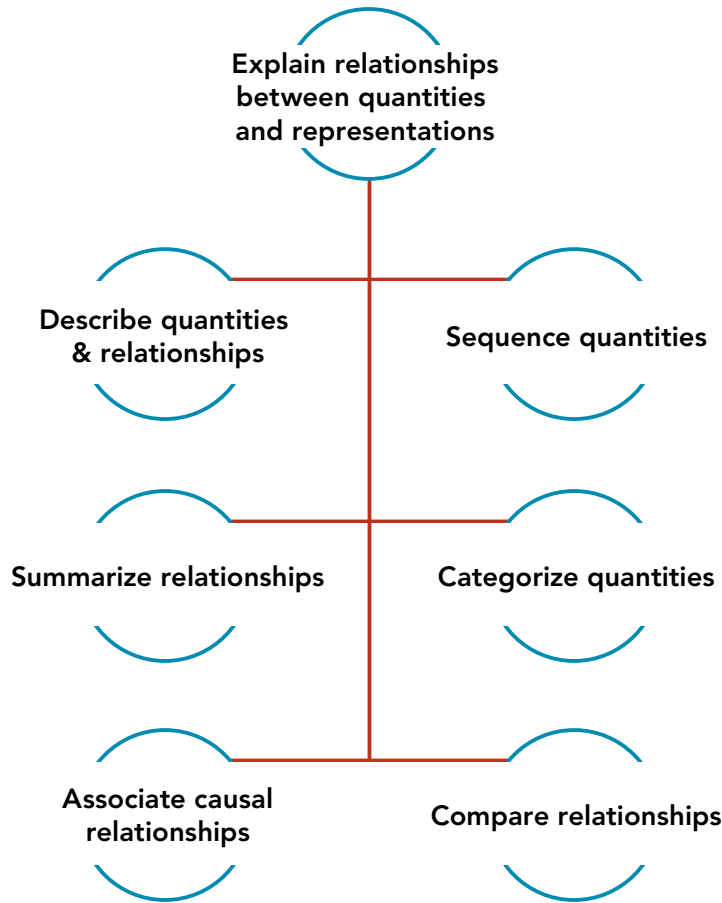 Explain relationships
between quantities
and representations
Describe quantities
& relationships
Sequence quantities
Summarize relationships
Categorize quantities
Associate causal
relationships
Compare relationships